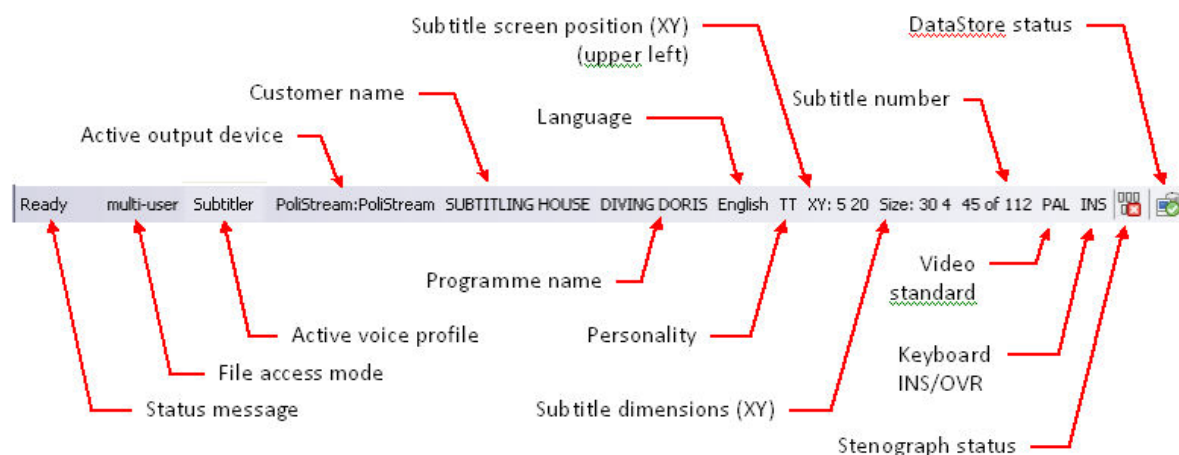 Subtitle screen position (XY)
(upper left)
DataStore status
Customer name
Subtitle number
Language
Active output device
Ready multi-user Subtitler PoliStream:PoliStream SUBTITLING HOUSE DIVING DORIS English TT XY: 5 20 Size: 30 4 45 of 112 PAL INS
Programme name
Video
standard
Active voice profile
Personality
Keyboard
INS/OVR
File access mode
Status message
Subtitle dimensions (XY)
Stenograph status